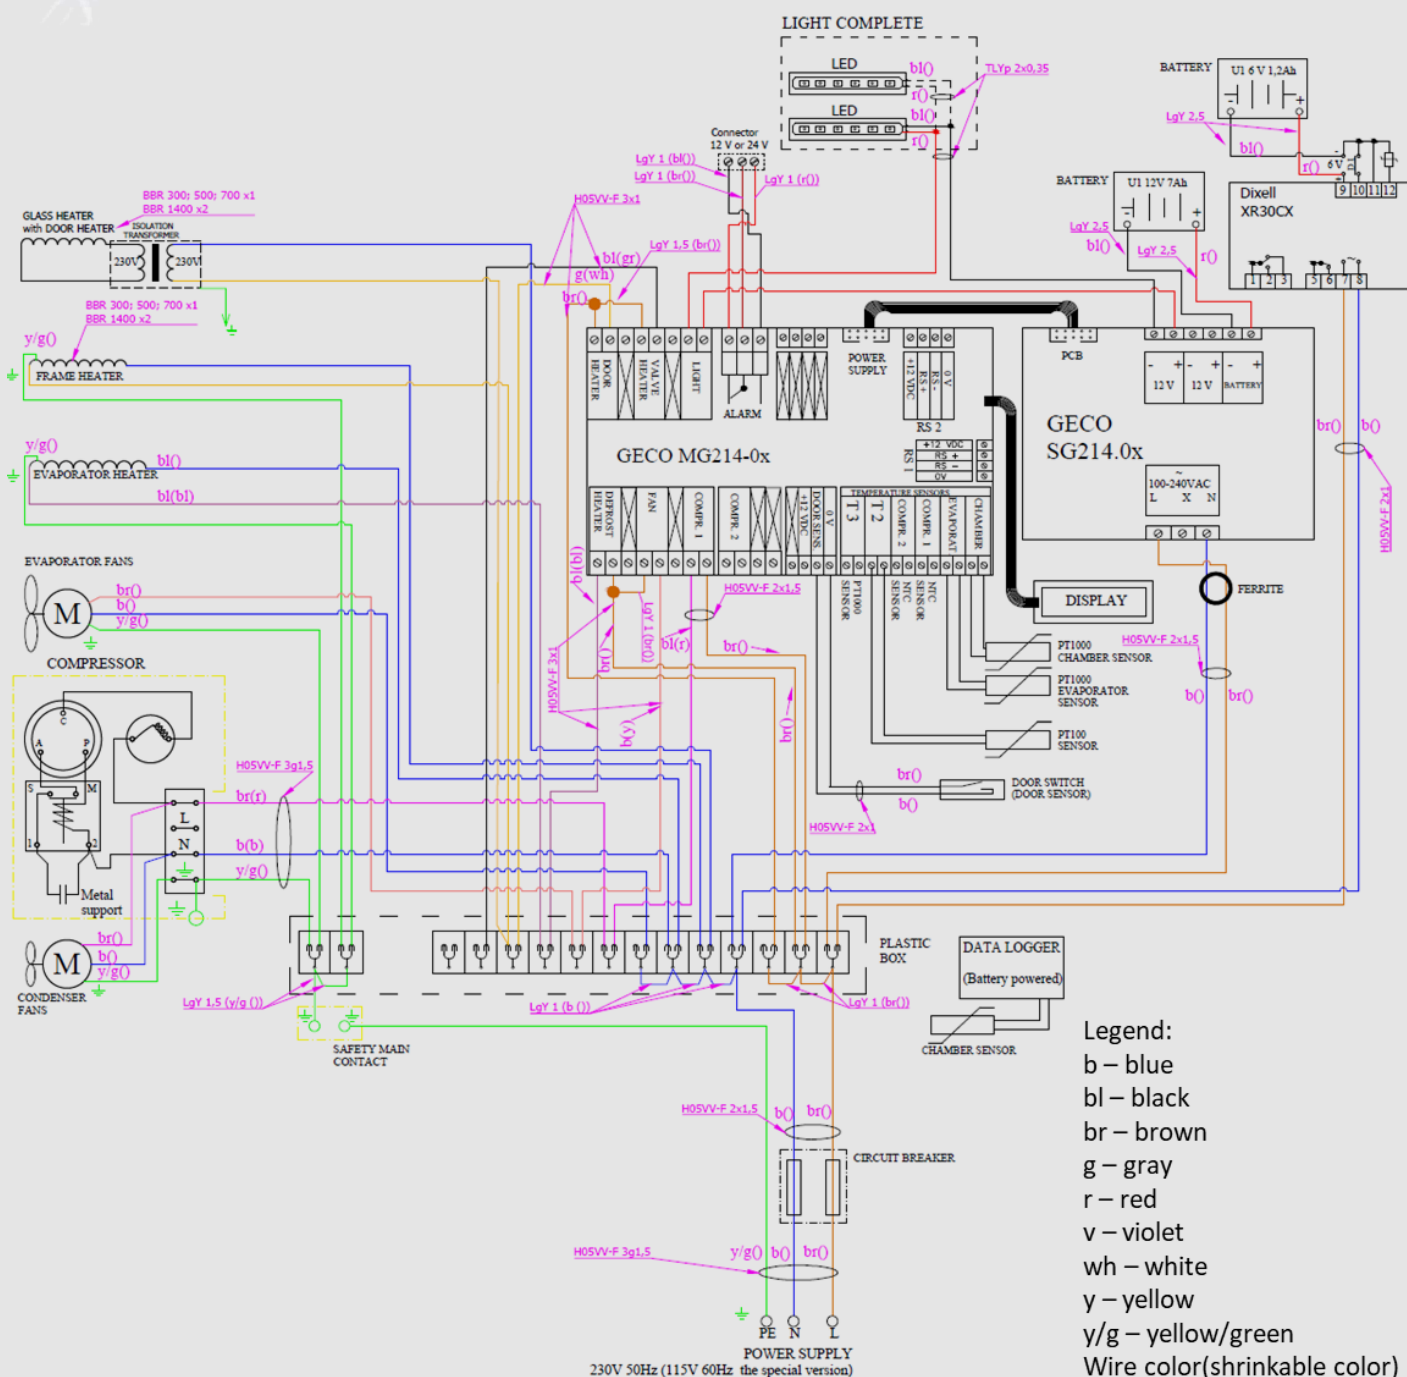 LIGHT COMPLETE
LED
bl()
TLYp 2x0,35
r()
LED
bl()
r()
BATTERY
U1 6 V 1,2Ah
-
+
LgY 2,5
bl()
r()
-
6V
+
9 10 11 12
Dixell
XR30CX
1 2 3
5 6 7 8
~
Connector
12 V or 24 V
LgY 1 (bl())
LgY 1 (br())
LgY 1 (r())
BATTERY
U1 12V 7Ah
-
+
LgY 2,5
bl()
LgY 2,5
r()
BBR 300; 500; 700 x1
BBR 1400 x2
GLASS HEATER
with DOOR HEATER
ISOLATION
TRANSFORMER
230V
230V
H05VV-F 3x1
LgY 1,5 (br())
bl(gr)
g(wh)
br()
BBR 300; 500; 700 x1
BBR 1400 x2
y/g()
FRAME HEATER
y/g()
EVAPORATOR HEATER
bl()
bl(bl)
DOOR
HEATER
VALVE
HEATER
LIGHT
ALARM
POWER
SUPPLY
+12 VDC
RS +
RS -
0 V
RS 2
GECO MG214-0x
RS 1
+12 VDC
RS +
RS -
0V
PCB
- +
12 V
- +
12 V
- +
BATTERY
GECO
SG214.0x
~
100-240VAC
L X N
br()
b()
H05VV-F 2x1
DEFROST
HEATER
FAN
COMPR. 1
COMPR. 2
+12 VDC
DOOR SENS.
0 V
TEMPERATURE SENSORS
T3
T2
COMPR. 2
COMPR. 1
EVAPORAT
CHAMBER
PT1000
SENSOR
NTC
SENSOR
NTC
SENSOR
DISPLAY
FERRITE
EVAPORATOR FANS
M
br()
b()
y/g()
bl(bl)
H05VV-F 2x1,5
LgY 1 (br())
br()
bl(r)
br()
H05VV-F 3x1
b(y)
br()
PT1000
CHAMBER SENSOR
PT1000
EVAPORATOR
SENSOR
PT100
SENSOR
H05VV-F 2x1,5
b()
br()
br()
b()
DOOR SWITCH
(DOOR SENSOR)
H05VV-F 2x1
COMPRESSOR
C
A
P
S
M
1
2
L
N
Metal
support
H05VV-F 3g1,5
br(r)
b(b)
y/g()
br()
b()
y/g()
M
CONDENSER
FANS
LgY 1,5 (y/g ())
LgY 1 (b ())
LgY 1 (br())
PLASTIC
BOX
SAFETY MAIN
CONTACT
DATA LOGGER
(Battery powered)
CHAMBER SENSOR
H05VV-F 2x1,5
b()
br()
CIRCUIT BREAKER
H05VV-F 3g1,5
y/g()
b()
br()
PE N L
POWER SUPPLY
230V 50Hz (115V 60Hz the special version)
Legend:
b – blue
bl – black
br – brown
g – gray
r – red
v – violet
wh – white
y – yellow
y/g – yellow/green
Wire color(shrinkable color)